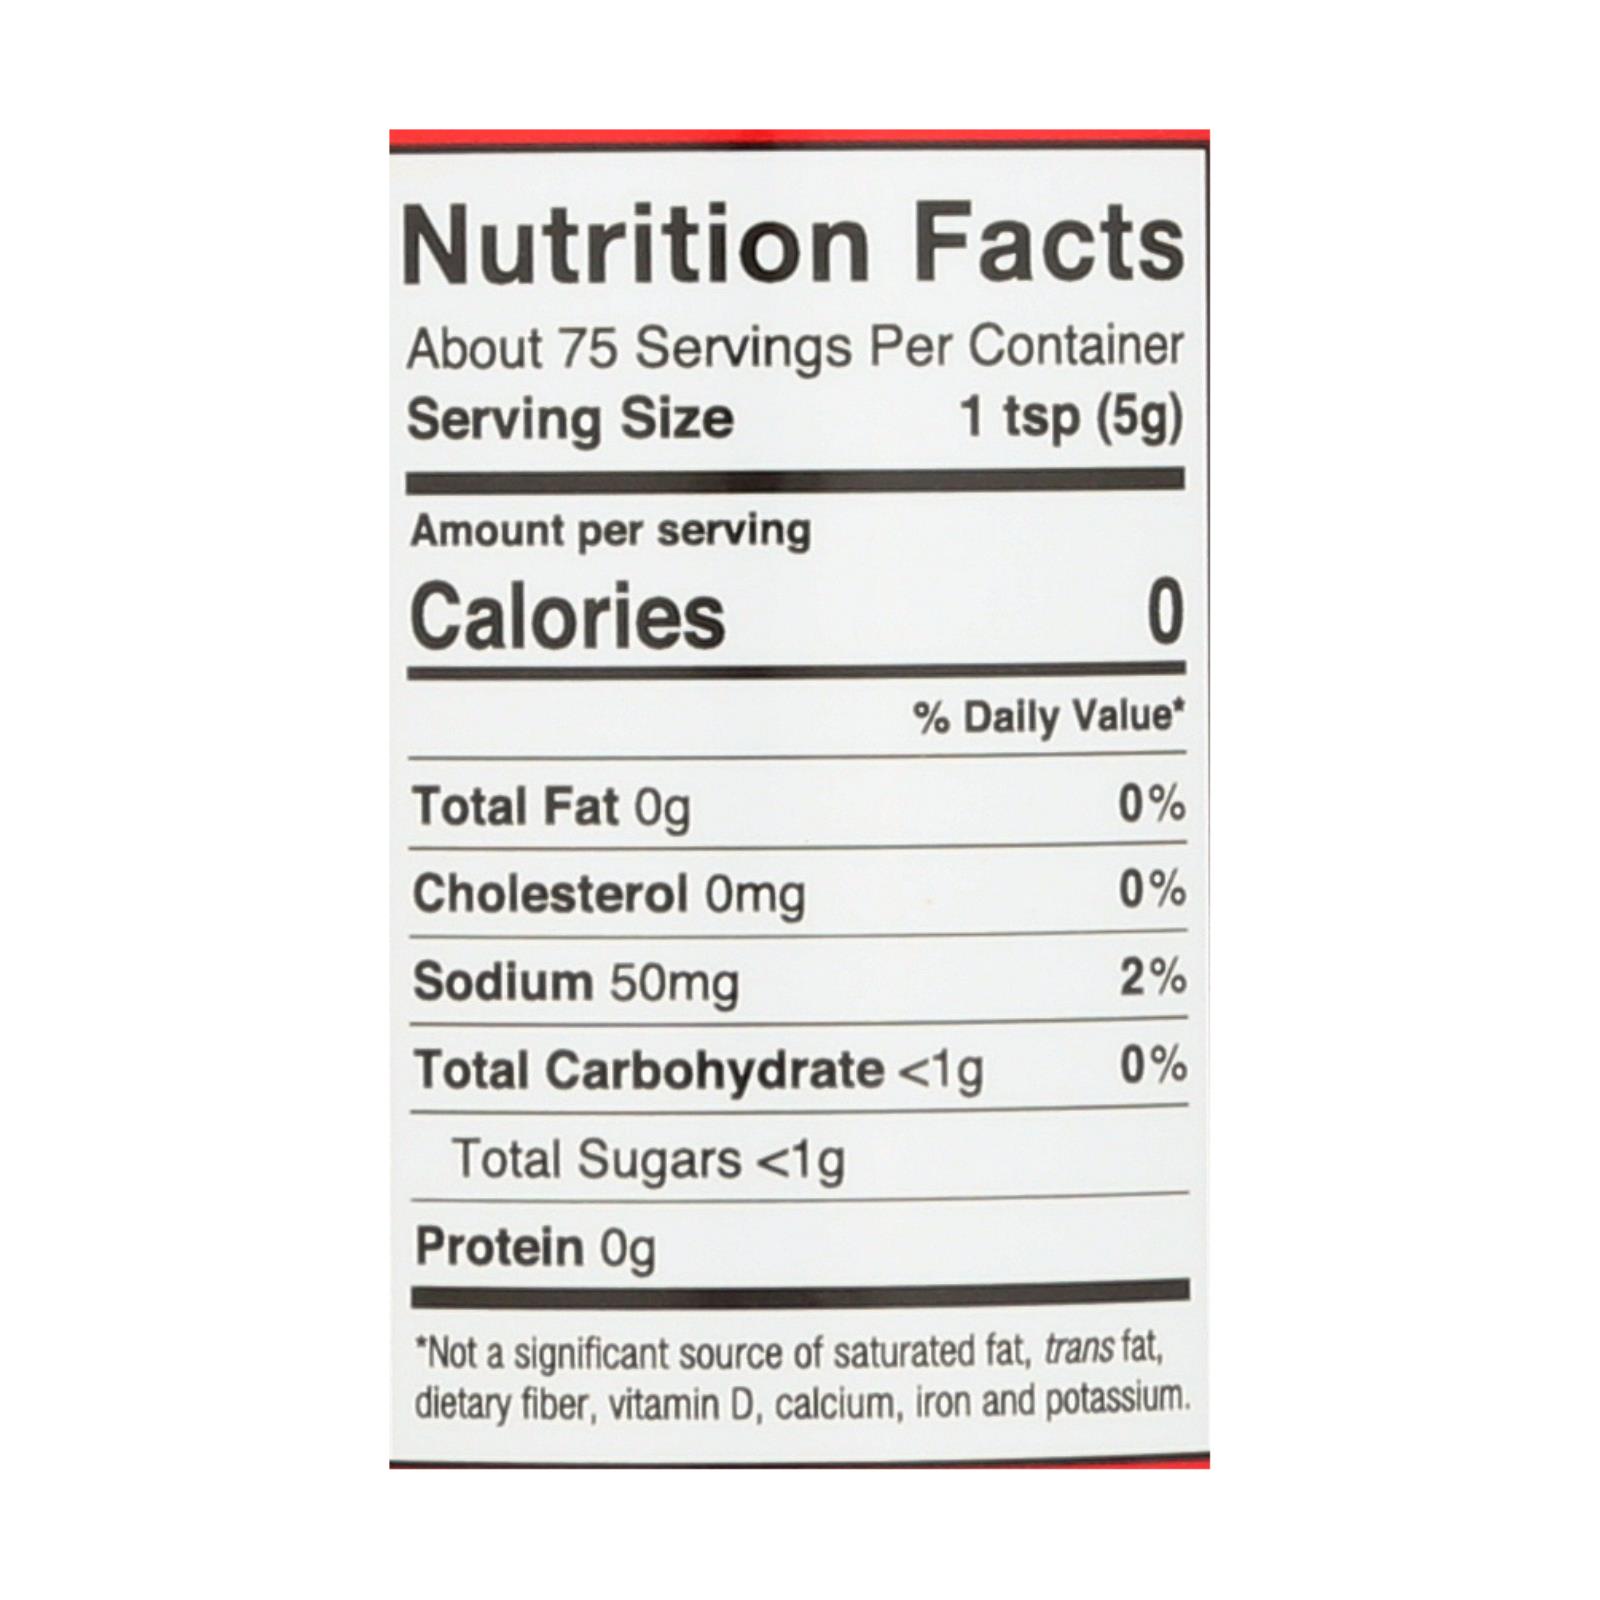 Nutrition Facts
About 75 Servings Per Container
Serving Size 1 tsp (5g)
Amount per serving
Calories 0
% Daily Value*
Total Fat 0g 0%
Cholesterol 0mg 0%
Sodium 50mg 2%
Total Carbohydrate <1g 0%
Total Sugars <1g
Protein 0g
*Not a significant source of saturated fat, trans fat,
dietary fiber, vitamin D, calcium, iron and potassium.